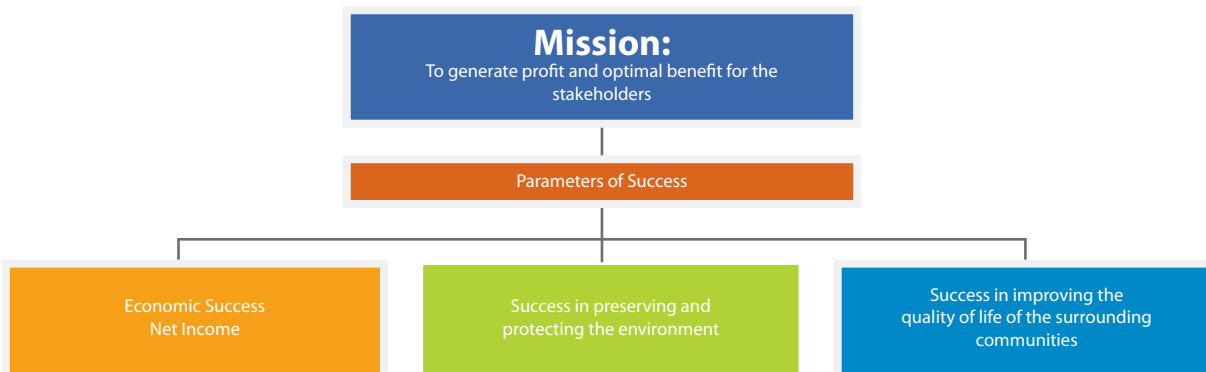 Mission:
To generate profit and optimal benefit for the
stakeholders
Parameters of Success
Economic Success
Net Income
Success in preserving and
protecting the environment
Success in improving the
quality of life of the surrounding
communities